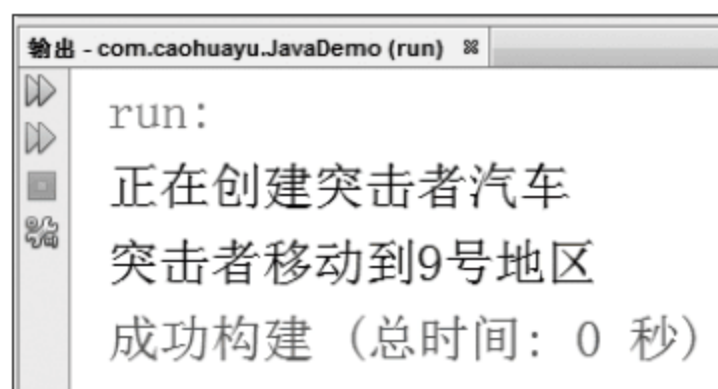 输出 - com.caohuayu.JavaDemo (run)
run:
正在创建突击者汽车
突击者移动到9号地区
成功构建 (总时间: 0 秒)